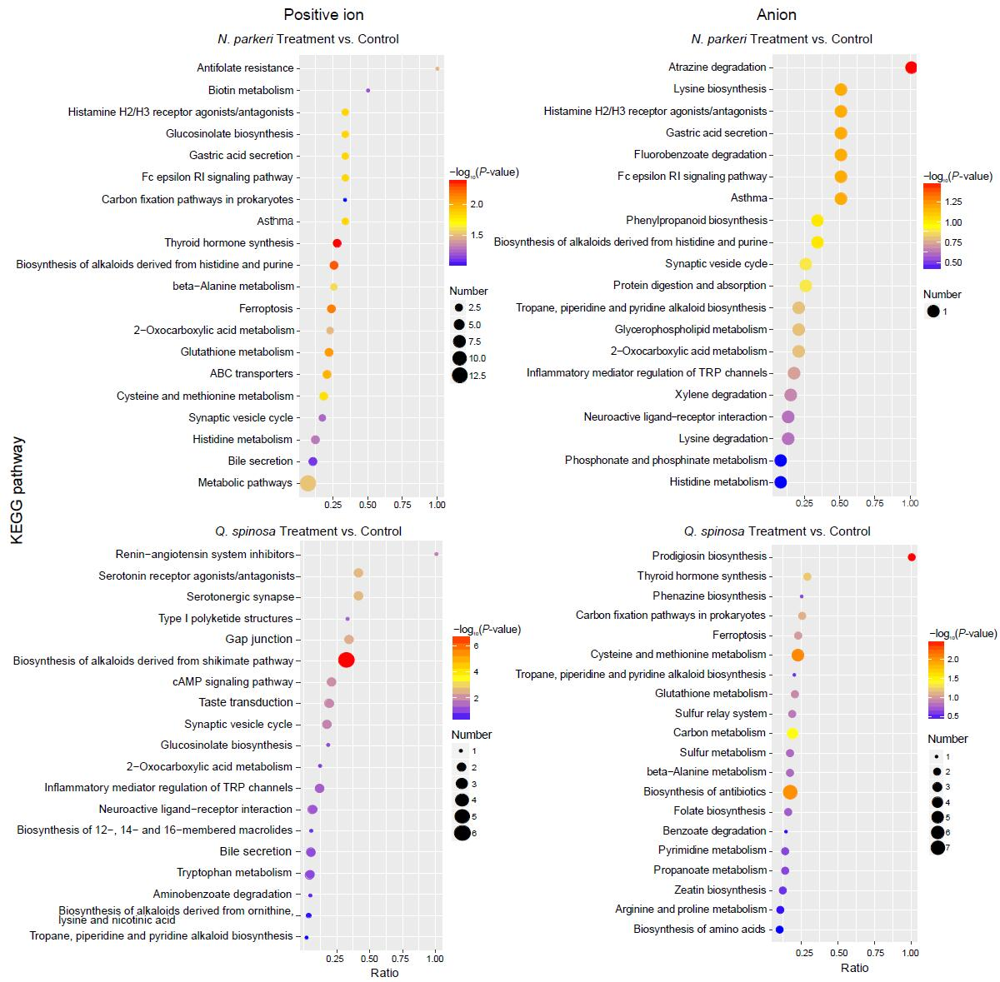 Positive ion
Anion
N. parkeri Treatment vs. Control
Antifolate resistance
Biotin metabolism
Histamine H2/H3 receptor agonists/antagonists
Glucosinolate biosynthesis
Gastric acid secretion
Fc epsilon RI signaling pathway
Carbon fixation pathways in prokaryotes
Asthma
Thyroid hormone synthesis
Biosynthesis of alkaloids derived from histidine and purine
beta−Alanine metabolism
Ferroptosis
2−Oxocarboxylic acid metabolism
Glutathione metabolism
ABC transporters
Cysteine and methionine metabolism
Synaptic vesicle cycle
Histidine metabolism
Bile secretion
Metabolic pathways
0.25 0.50 0.75 1.00
−log₁₀(P-value)
2.0
1.5
Number
2.5
5.0
7.5
10.0
12.5
N. parkeri Treatment vs. Control
Atrazine degradation
Lysine biosynthesis
Histamine H2/H3 receptor agonists/antagonists
Gastric acid secretion
Fluorobenzoate degradation
Fc epsilon RI signaling pathway
Asthma
Phenylpropanoid biosynthesis
Biosynthesis of alkaloids derived from histidine and purine
Synaptic vesicle cycle
Protein digestion and absorption
Tropane, piperidine and pyridine alkaloid biosynthesis
Glycerophospholipid metabolism
2−Oxocarboxylic acid metabolism
Inflammatory mediator regulation of TRP channels
Xylene degradation
Neuroactive ligand−receptor interaction
Lysine degradation
Phosphonate and phosphinate metabolism
Histidine metabolism
0.25 0.50 0.75 1.00
−log₁₀(P-value)
1.25
1.00
0.75
0.50
Number
1
KEGG pathway
Q. spinosa Treatment vs. Control
Renin−angiotensin system inhibitors
Serotonin receptor agonists/antagonists
Serotonergic synapse
Type I polyketide structures
Gap junction
Biosynthesis of alkaloids derived from shikimate pathway
cAMP signaling pathway
Taste transduction
Synaptic vesicle cycle
Glucosinolate biosynthesis
2−Oxocarboxylic acid metabolism
Inflammatory mediator regulation of TRP channels
Neuroactive ligand−receptor interaction
Biosynthesis of 12−, 14− and 16−membered macrolides
Bile secretion
Tryptophan metabolism
Aminobenzoate degradation
Biosynthesis of alkaloids derived from ornithine,
lysine and nicotinic acid
Tropane, piperidine and pyridine alkaloid biosynthesis
0.25 0.50 0.75 1.00
Ratio
−log₁₀(P-value)
6
4
2
Number
1
2
3
4
5
6
Q. spinosa Treatment vs. Control
Prodigiosin biosynthesis
Thyroid hormone synthesis
Phenazine biosynthesis
Carbon fixation pathways in prokaryotes
Ferroptosis
Cysteine and methionine metabolism
Tropane, piperidine and pyridine alkaloid biosynthesis
Glutathione metabolism
Sulfur relay system
Carbon metabolism
Sulfur metabolism
beta−Alanine metabolism
Biosynthesis of antibiotics
Folate biosynthesis
Benzoate degradation
Pyrimidine metabolism
Propanoate metabolism
Zeatin biosynthesis
Arginine and proline metabolism
Biosynthesis of amino acids
0.25 0.50 0.75 1.00
Ratio
−log₁₀(P-value)
2.0
1.5
1.0
0.5
Number
1
2
3
4
5
6
7